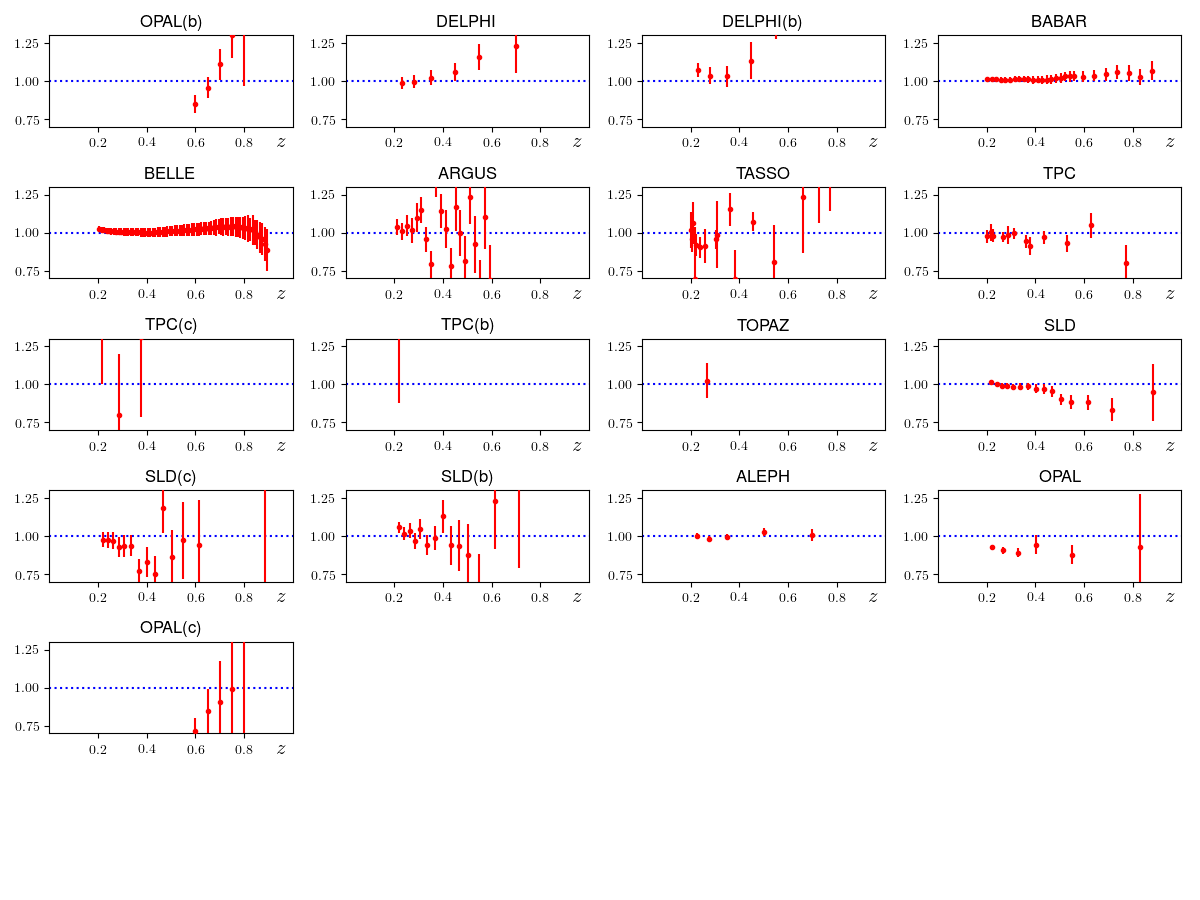 OPAL(b) DELPHI DELPHI(b) BABAR
1.25 1.25 1.25 1.25
1.00 1.00 1.00 1.00
0.75 0.75 0.75 0.75
0.2 0.4 0.6 0.8 z 0.2 0.4 0.6 0.8 z 0.2 0.4 0.6 0.8 z 0.2 0.4 0.6 0.8 z
BELLE ARGUS TASSO TPC
1.25 1.25 1.25 1.25
1.00 1.00 1.00 1.00
0.75 0.75 0.75 0.75
0.2 0.4 0.6 0.8 z 0.2 0.4 0.6 0.8 z 0.2 0.4 0.6 0.8 z 0.2 0.4 0.6 0.8 z
TPC(c) TPC(b) TOPAZ SLD
1.25 1.25 1.25 1.25
1.00 1.00 1.00 1.00
0.75 0.75 0.75 0.75
0.2 0.4 0.6 0.8 z 0.2 0.4 0.6 0.8 z 0.2 0.4 0.6 0.8 z 0.2 0.4 0.6 0.8 z
SLD(c) SLD(b) ALEPH OPAL
1.25 1.25 1.25 1.25
1.00 1.00 1.00 1.00
0.75 0.75 0.75 0.75
0.2 0.4 0.6 0.8 z 0.2 0.4 0.6 0.8 z 0.2 0.4 0.6 0.8 z 0.2 0.4 0.6 0.8 z
OPAL(c)
1.25
1.00
0.75
0.2 0.4 0.6 0.8 z